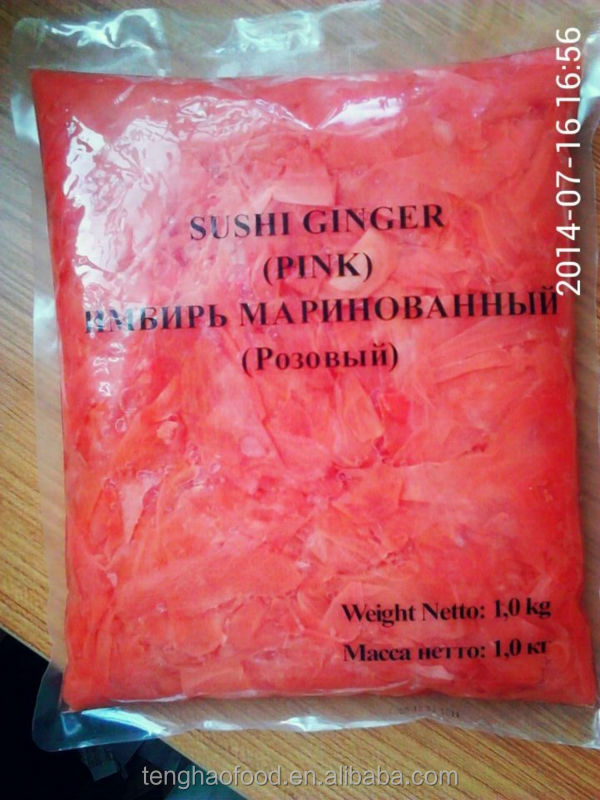 SUSHI GINGER
(PINK)
ИМБИРЬ МАРИНОВАННЫЙ
(Розовый)
Weight Netto: 1,0 kg
Масса нетто: 1,0 кг
2014-07-16 16:56
tenghaofood.en.alibaba.com